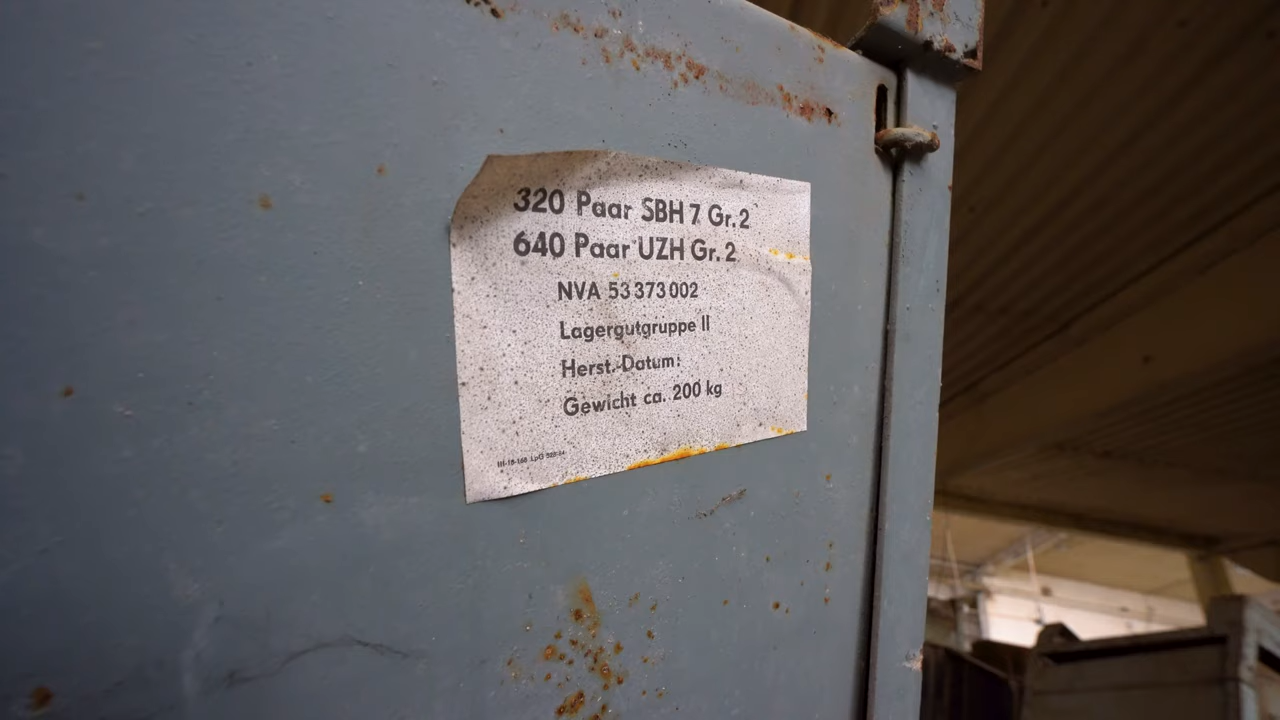 320 Paar SBH 7 Gr. 2
640 Paar UZH Gr. 2
NVA 53 373 002
Lagergutgruppe II
Herst.-Datum:
Gewicht ca. 200 kg
LpG